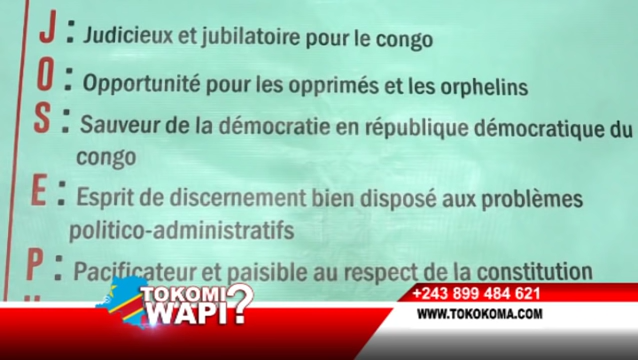 J : Judicieux et jubilatoire pour le congo
O : Opportunité pour les opprimés et les orphelins
S : Sauveur de la démocratie en république démocratique du
congo
E : Esprit de discernement bien disposé aux problèmes
politico-administratifs
P : Pacificateur et paisible au respect de la constitution
TOKOMI
WAPI?
+243 899 484 621
WWW.TOKOKOMA.COM